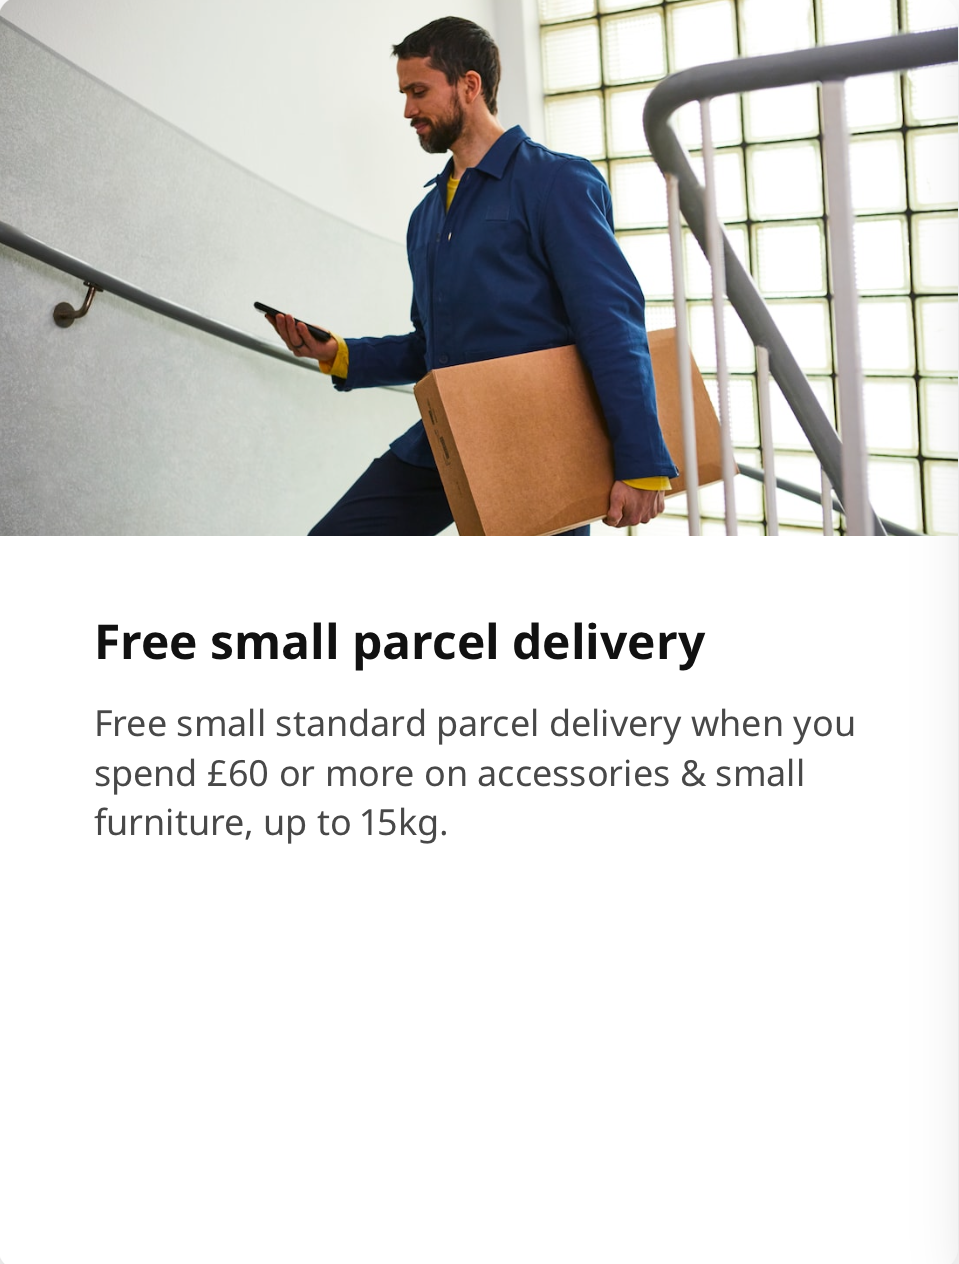 Free small parcel delivery
Free small standard parcel delivery when you
spend £60 or more on accessories & small
furniture, up to 15kg.